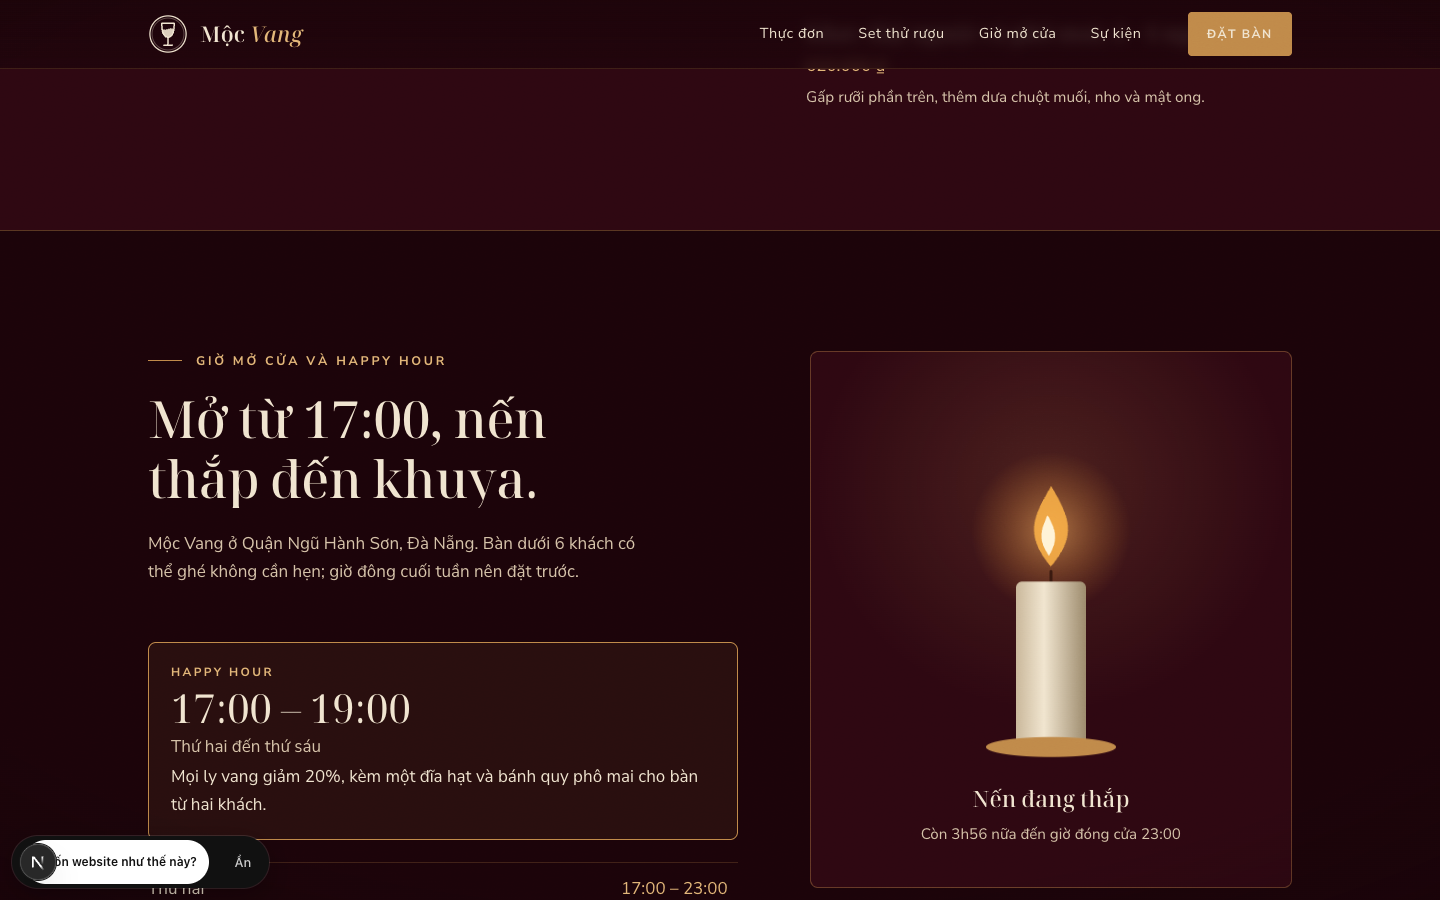 Mộc Vang
Thực đơn
Set thử rượu
Giờ mở cửa
Sự kiện
ĐẶT BÀN
Gấp rưỡi phần trên, thêm dưa chuột muối, nho và mật ong.
GIỜ MỞ CỬA VÀ HAPPY HOUR
Mở từ 17:00, nến
thắp đến khuya.
Mộc Vang ở Quận Ngũ Hành Sơn, Đà Nẵng. Bàn dưới 6 khách có
thể ghé không cần hẹn; giờ đông cuối tuần nên đặt trước.
HAPPY HOUR
17:00 – 19:00
Thứ hai đến thứ sáu
Mọi ly vang giảm 20%, kèm một đĩa hạt và bánh quy phô mai cho bàn
từ hai khách.
Nến đang thắp
Còn 3h56 nữa đến giờ đóng cửa 23:00
N
website như thế này?
Ẩn
Thứ hai
17:00 – 23:00